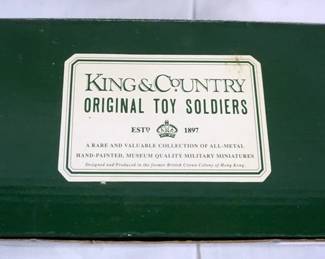 KING & COUNTRY
ORIGINAL TOY SOLDIERS
ESTD 1897
A RARE AND VALUABLE COLLECTION OF ALL-METAL
HAND-PAINTED, MUSEUM QUALITY MILITARY MINIATURES
Designed and Produced in the former British Crown Colony of Hong Kong.